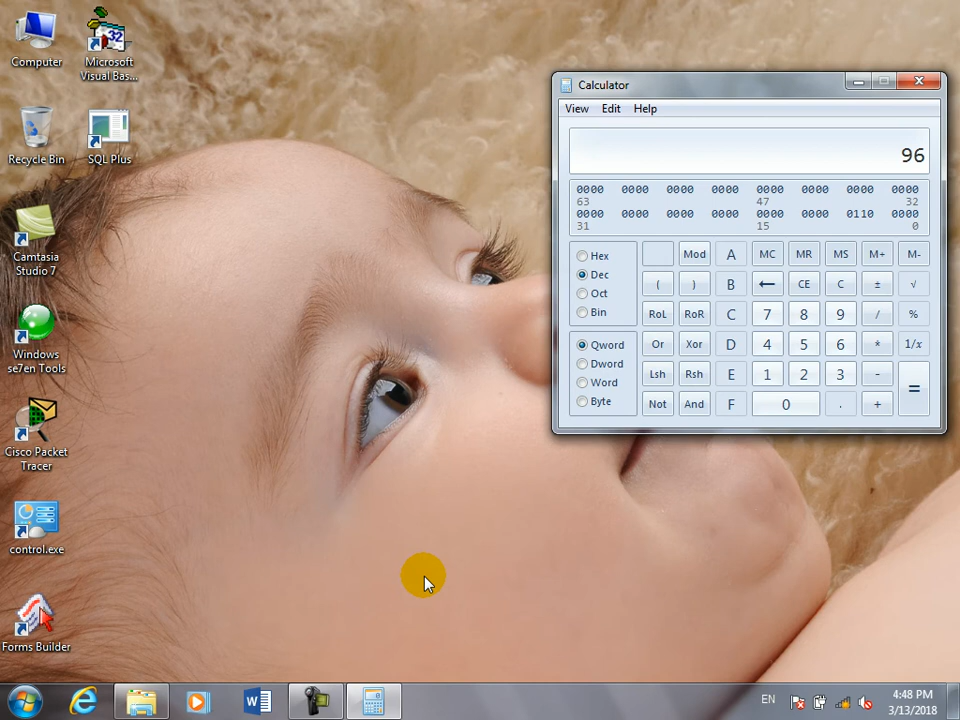 Computer
Microsoft
Visual Bas...
Recycle Bin
SQL Plus
Camtasia
Studio 7
Windows
se7en Tools
Cisco Packet
Tracer
control.exe
Forms Builder
Calculator
View Edit Help
96
0000 0000 0000 0000 0000 0000 0000 0000
63 47 32
0000 0000 0000 0000 0000 0000 0110 0000
31 15 0
Hex
Dec
Oct
Bin
Qword
Dword
Word
Byte
Mod A MC MR MS M+ M-
( ) B ← CE C ± √
RoL RoR C 7 8 9 / %
Or Xor D 4 5 6 * 1/x
Lsh Rsh E 1 2 3 - =
Not And F 0 . +
EN
4:48 PM
3/13/2018